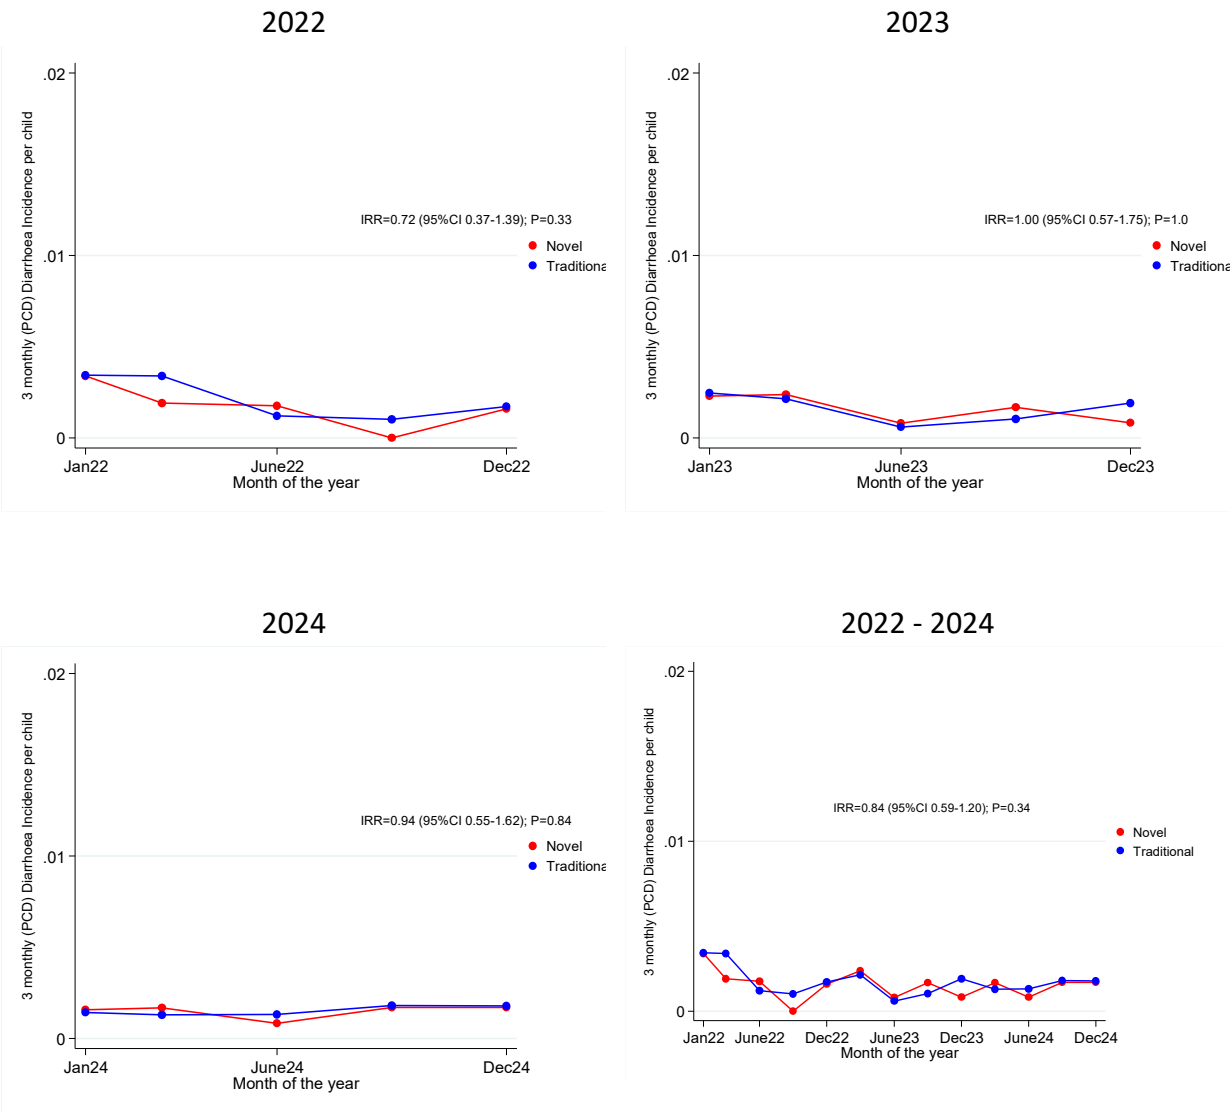 2022
3 monthly (PCD) Diarrhoea Incidence per child
.02
.01
0
IRR=0.72 (95%CI 0.37-1.39); P=0.33
Novel
Traditiona
Jan22 June22 Dec22
Month of the year
2023
3 monthly (PCD) Diarrhoea Incidence per child
.02
.01
0
IRR=1.00 (95%CI 0.57-1.75); P=1.0
Novel
Traditiona
Jan23 June23 Dec23
Month of the year
2024
3 monthly (PCD) Diarrhoea Incidence per child
.02
.01
0
IRR=0.94 (95%CI 0.55-1.62); P=0.84
Novel
Traditiona
Jan24 June24 Dec24
Month of the year
2022 - 2024
3 monthly (PCD) Diarrhoea Incidence per child
.02
.01
0
IRR=0.84 (95%CI 0.59-1.20); P=0.34
Novel
Traditional
Jan22 June22 Dec22 June23 Dec23 June24 Dec24
Month of the year